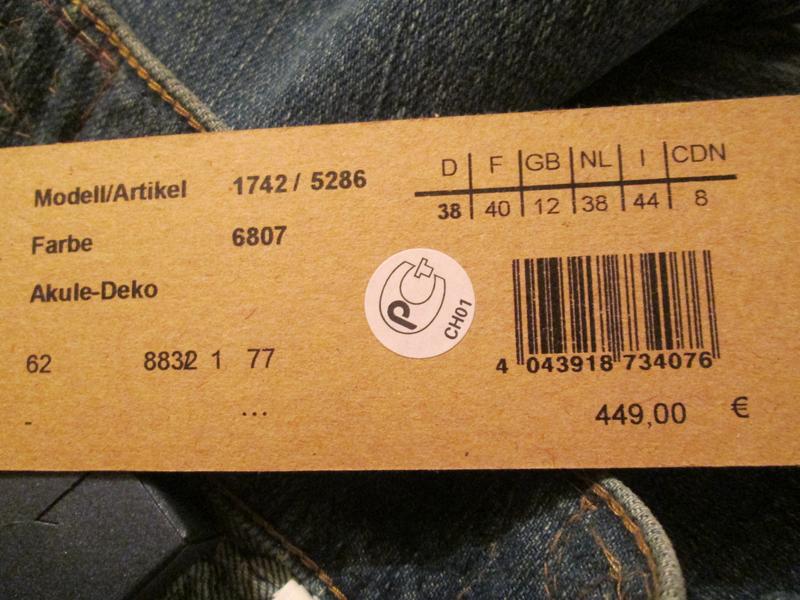 Modell/Artikel 1742 / 5286
Farbe 6807
Akule-Deko
62 1 77
...
-
D F GB NL I CDN
38 40 12 38 44 8
CH01
4 043918 734076
449,00 €